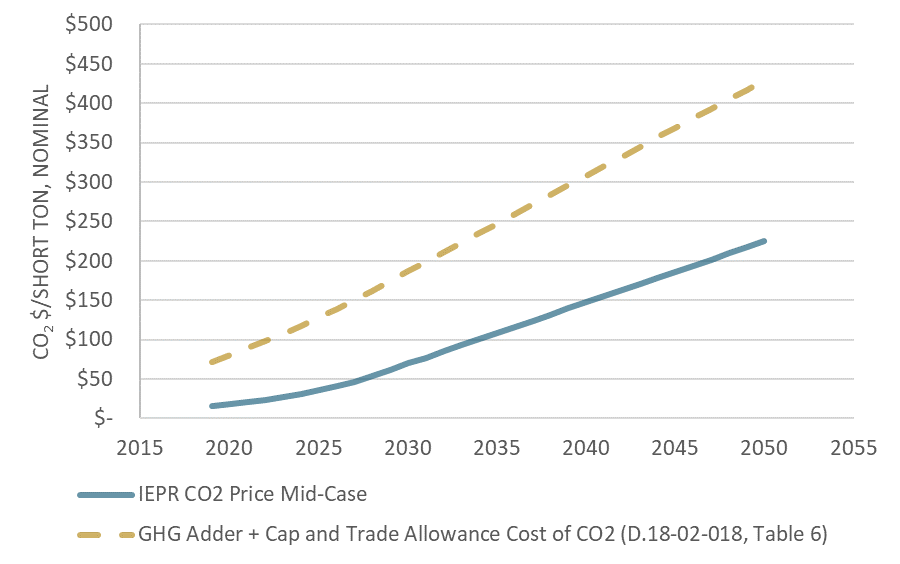 $500
$450
$400
$350
$300
$250
$200
$150
$100
$50
$-
CO₂ $/SHORT TON, NOMINAL
2015 2020 2025 2030 2035 2040 2045 2050 2055
IEPR CO2 Price Mid-Case
GHG Adder + Cap and Trade Allowance Cost of CO2 (D.18-02-018, Table 6)